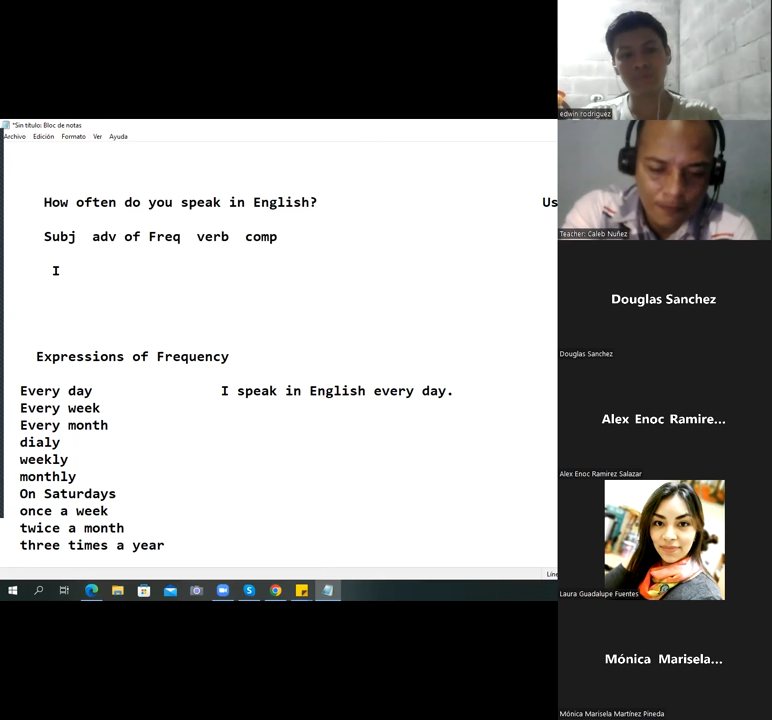 *Sin título: Bloc de notas
Archivo Edición Formato Ver Ayuda
How often do you speak in English? Us
Subj adv of Freq verb comp
I
Expressions of Frequency
Every day I speak in English every day.
Every week
Every month
dialy
weekly
monthly
On Saturdays
once a week
twice a month
three times a year
Líne
edwin rodriguez
Teacher: Caleb Nuñez
Douglas Sanchez
Douglas Sanchez
Alex Enoc Ramire...
Alex Enoc Ramirez Salazar
Laura Guadalupe Fuentes
Mónica Marisela...
Mónica Marisela Martínez Pineda